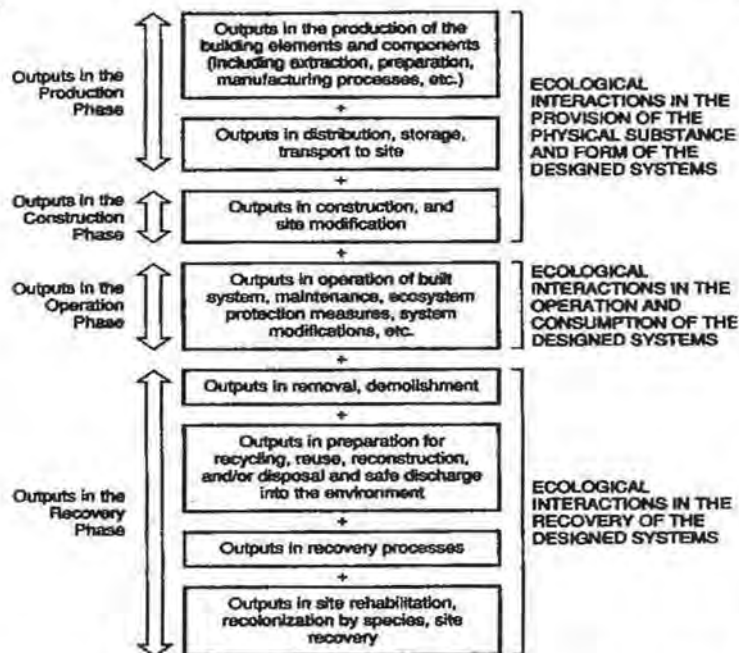 Outputs in the
Production
Phase
Outputs in the production of the
building elements and components
(including extraction, preparation,
manufacturing processes, etc.)
+
Outputs in distribution, storage,
transport to site
+
ECOLOGICAL
INTERACTIONS IN THE
PROVISION OF THE
PHYSICAL SUBSTANCE
AND FORM OF THE
DESIGNED SYSTEMS
Outputs in the
Construction
Phase
Outputs in construction, and
site modification
+
Outputs in the
Operation
Phase
Outputs in operation of built
system, maintenance, ecosystem
protection measures, system
modifications, etc.
ECOLOGICAL
INTERACTIONS IN THE
OPERATION AND
CONSUMPTION OF THE
DESIGNED SYSTEMS
+
Outputs in the
Recovery
Phase
Outputs in removal, demolishment
+
Outputs in preparation for
recycling, reuse, reconstruction,
and/or disposal and safe discharge
into the environment
+
Outputs in recovery processes
+
Outputs in site rehabilitation,
recolonization by species, site
recovery
ECOLOGICAL
INTERACTIONS IN THE
RECOVERY OF THE
DESIGNED SYSTEMS